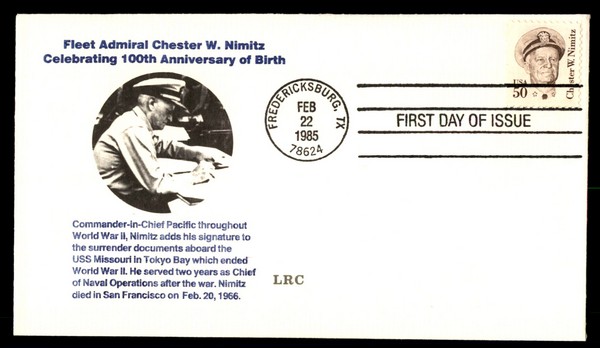 Fleet Admiral Chester W. Nimitz
Celebrating 100th Anniversary of Birth
Chester W. Nimitz
USA
50
FREDERICKSBURG, TX
FEB
22
1985
78624
FIRST DAY OF ISSUE
Commander-in-Chief Pacific throughout
World War II, Nimitz adds his signature to
the surrender documents aboard the
USS Missouri in Tokyo Bay which ended
World War II. He served two years as Chief
of Naval Operations after the war. Nimitz
died in San Francisco on Feb. 20, 1966.
LRC